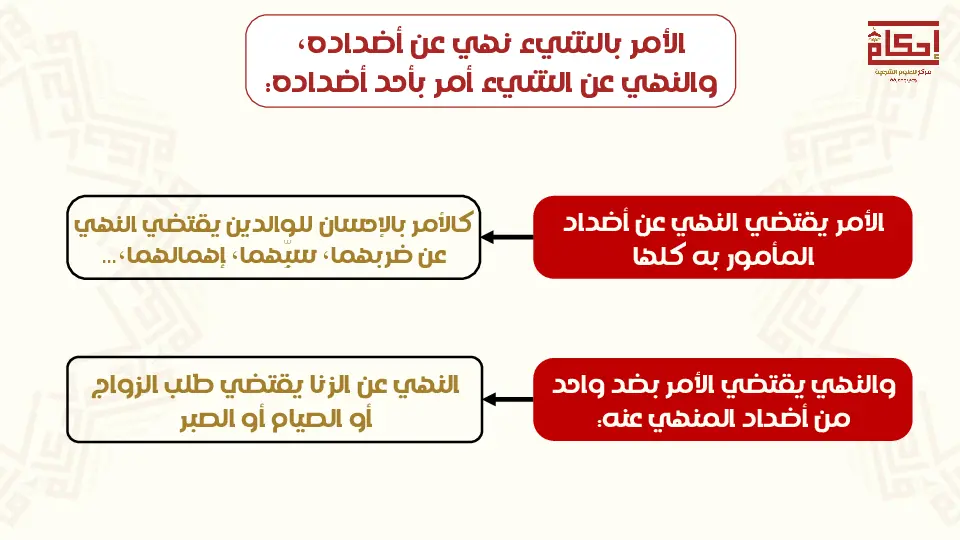 الأمر بالشيء نهي عن أضداده،
والنهي عن الشيء أمر بأحد أضداده:
إحكام
مركز للعلوم الشرعية
الأمر يقتضي النهي عن أضداد
المأمور به كلها
كالأمر بالإحسان للوالدين يقتضي النهي
عن ضربهما، سبّهما، إهمالهما،...
والنهي يقتضي الأمر بضد واحد
من أضداد المنهي عنه:
النهي عن الزنا يقتضي طلب الزواج
أو الصيام أو الصبر